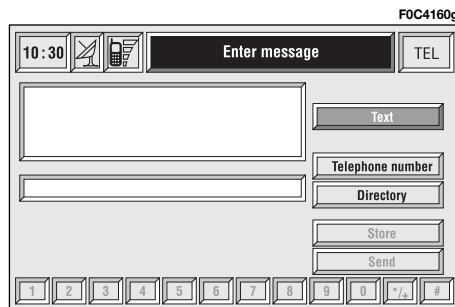 F0C4160g
10:30 Enter message TEL
Text
Telephone number
Directory
Store
Send
1 2 3 4 5 6 7 8 9 0 */+ #